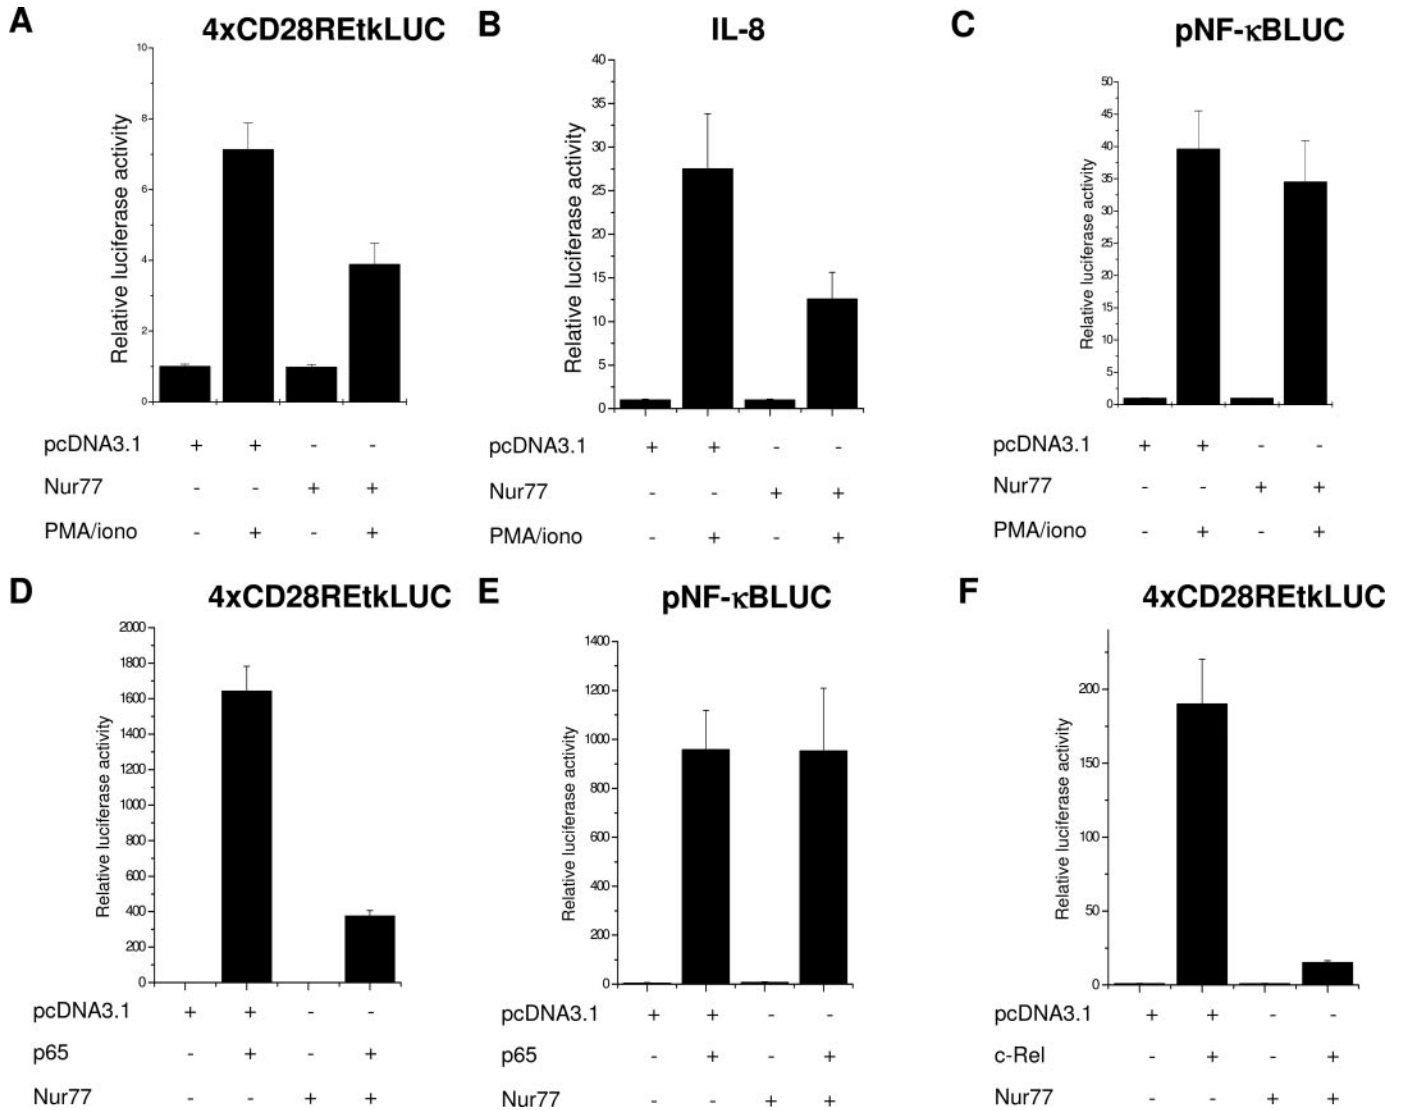 A
4xCD28REtkLUC
Relative luciferase activity
10
8
6
4
2
0
pcDNA3.1 + + - -
Nur77 - - + +
PMA/iono - + - +
B
IL-8
Relative luciferase activity
40
35
30
25
20
15
10
5
0
pcDNA3.1 + + - -
Nur77 - - + +
PMA/iono - + - +
C
pNF-κBLUC
Relative luciferase activity
50
45
40
35
30
25
20
15
10
5
0
pcDNA3.1 + + - -
Nur77 - - + +
PMA/iono - + - +
D
4xCD28REtkLUC
Relative luciferase activity
2000
1800
1600
1400
1200
1000
800
600
400
200
0
pcDNA3.1 + + - -
p65 - + - +
Nur77 - - + +
E
pNF-κBLUC
Relative luciferase activity
1400
1200
1000
800
600
400
200
0
pcDNA3.1 + + - -
p65 - + - +
Nur77 - - + +
F
4xCD28REtkLUC
Relative luciferase activity
200
150
100
50
0
pcDNA3.1 + + - -
c-Rel - + - +
Nur77 - - + +